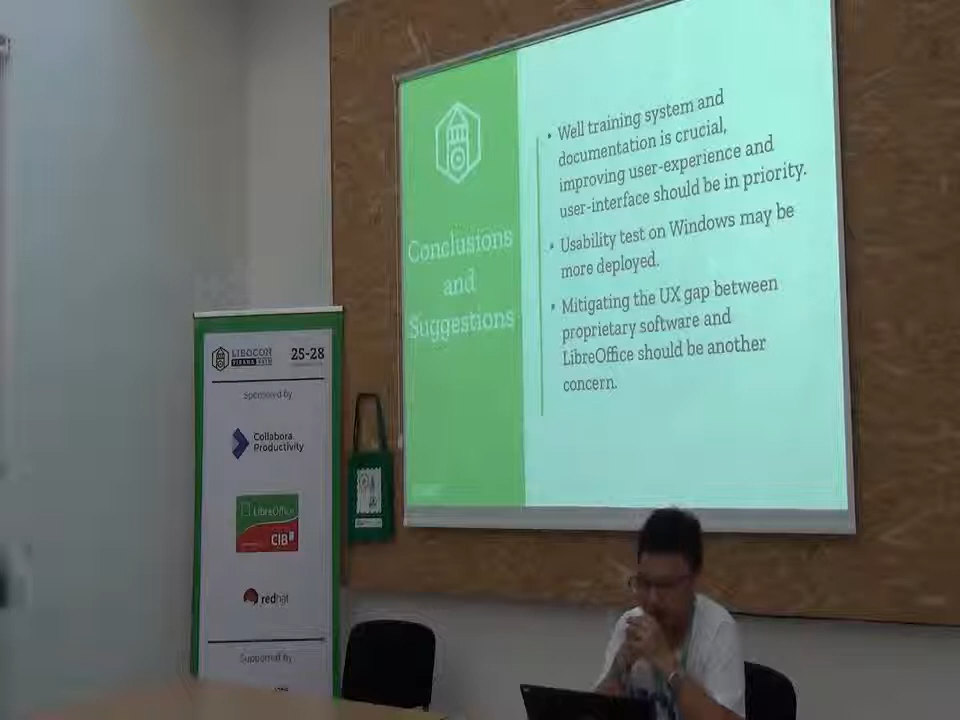 Conclusions
and
Suggestions
• Well training system and
documentation is crucial,
improving user-experience and
user-interface should be in priority.
• Usability test on Windows may be
more deployed.
• Mitigating the UX gap between
proprietary software and
LibreOffice should be another
concern.
LIBOCON
25-28
Sponsored by
Collabora
Productivity
LibreOffice
CIB
redhat
Supported by